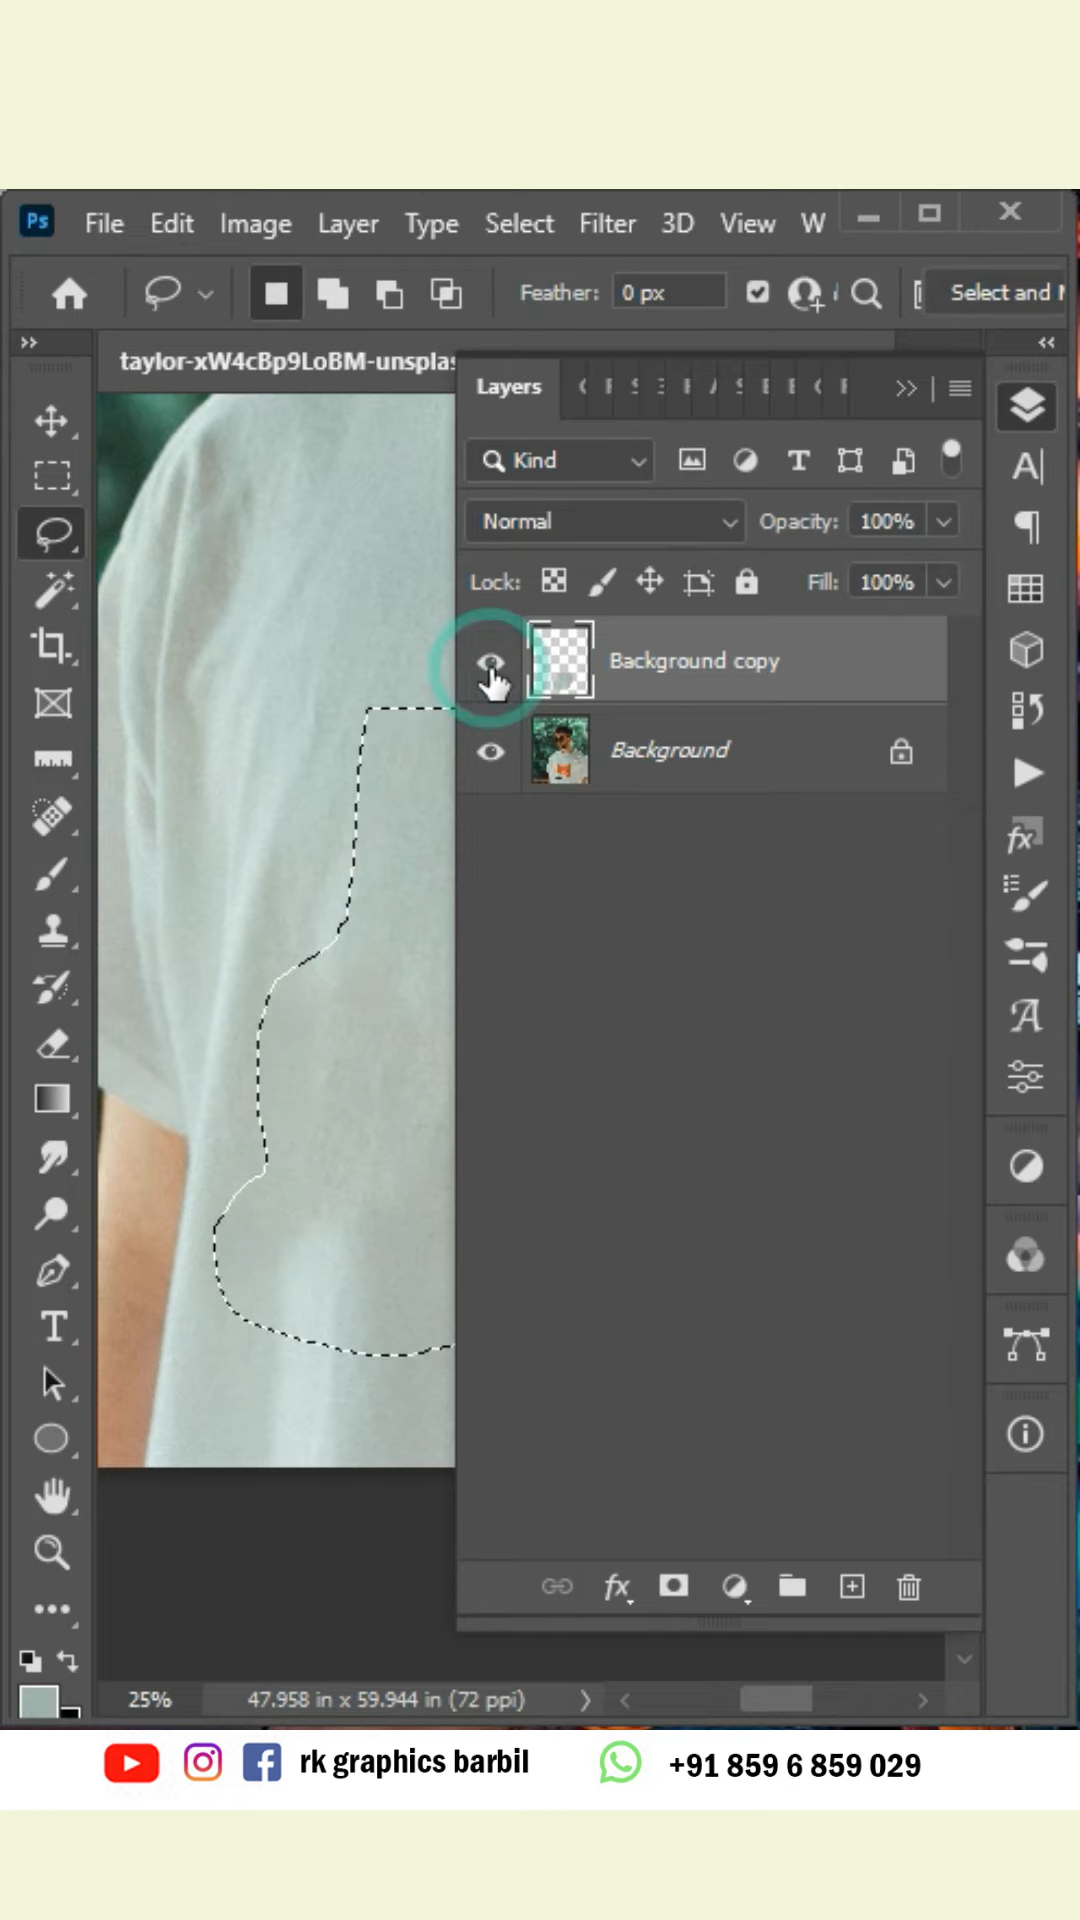 Ps File Edit Image Layer Type Select Filter 3D View W
Feather: 0 px Select and
taylor-xW4cBp9LoBM-unsplas
Layers
Kind
Normal Opacity: 100%
Lock: Fill: 100%
Background copy
Background
25% 47.958 in x 59.944 in (72 ppi)
rk graphics barbil +91 859 6 859 029